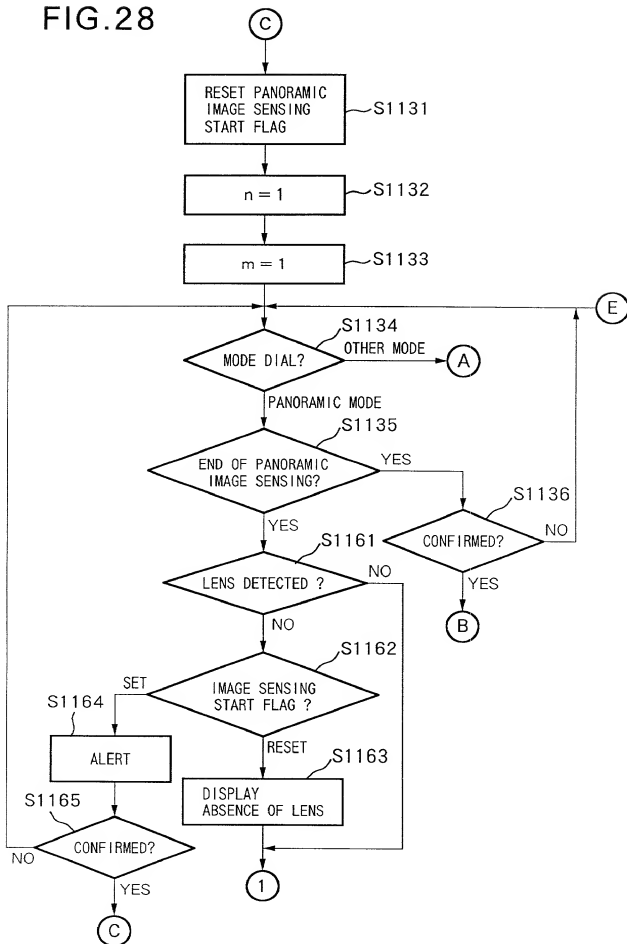 FIG.28
C
RESET PANORAMIC
IMAGE SENSING
START FLAG
S1131
n = 1
S1132
m = 1
S1133
E
S1134
MODE DIAL?
OTHER MODE
A
PANORAMIC MODE
S1135
END OF PANORAMIC
IMAGE SENSING?
YES
S1136
CONFIRMED?
NO
YES
B
YES
S1161
LENS DETECTED ?
NO
NO
S1162
IMAGE SENSING
START FLAG ?
SET
S1164
ALERT
RESET
S1163
DISPLAY
ABSENCE OF LENS
S1165
CONFIRMED?
NO
YES
C
1